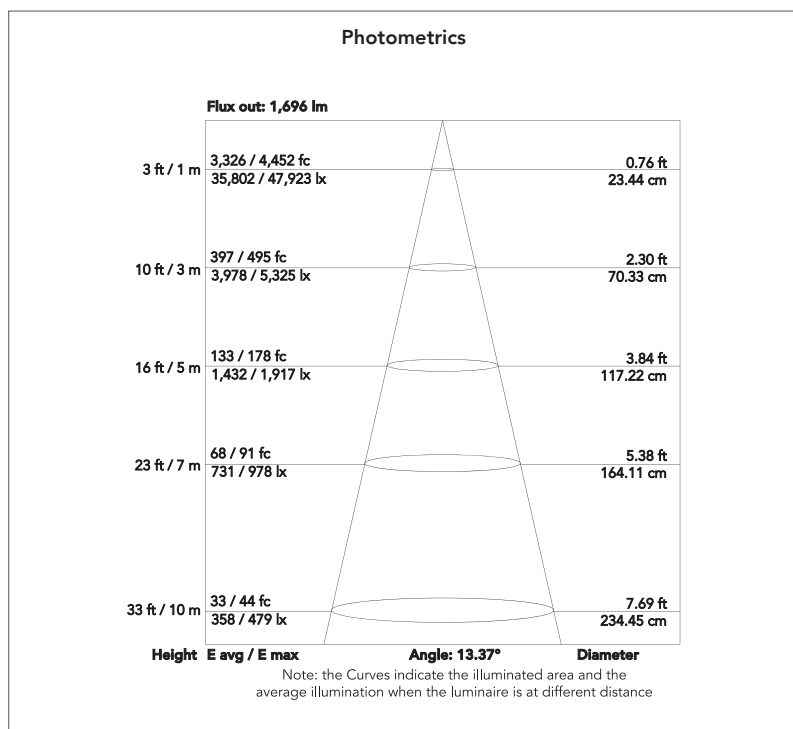 Photometrics
Flux out: 1,696 lm
3 ft / 1 m
3,326 / 4,452 fc
35,802 / 47,923 lx
0.76 ft
23.44 cm
10 ft / 3 m
397 / 495 fc
3,978 / 5,325 lx
2.30 ft
70.33 cm
16 ft / 5 m
133 / 178 fc
1,432 / 1,917 lx
3.84 ft
117.22 cm
23 ft / 7 m
68 / 91 fc
731 / 978 lx
5.38 ft
164.11 cm
33 ft / 10 m
33 / 44 fc
358 / 479 lx
7.69 ft
234.45 cm
Height E avg / E max Angle: 13.37° Diameter
Note: the Curves indicate the illuminated area and the
average illumination when the luminaire is at different distance